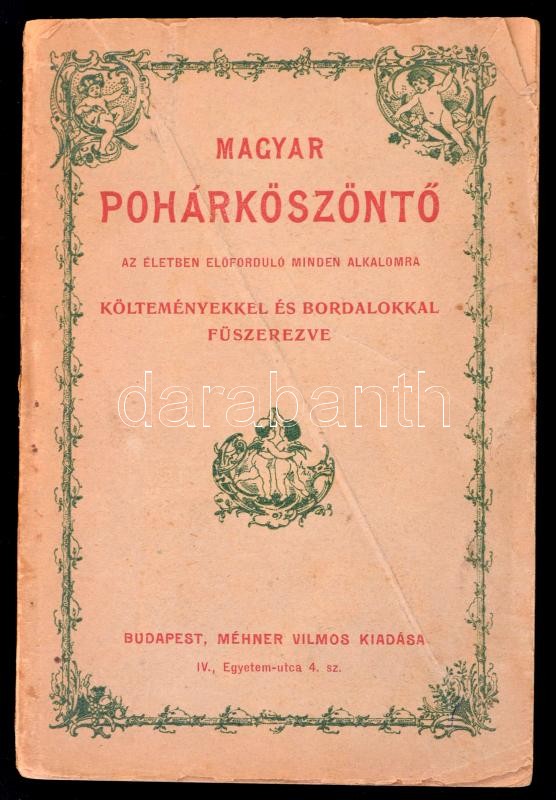 MAGYAR
POHÁRKÖSZÖNTŐ
AZ ÉLETBEN ELŐFORDULÓ MINDEN ALKALOMRA
KÖLTEMÉNYEKKEL ÉS BORDALOKKAL
FŰSZEREZVE
darabanth
BUDAPEST, MÉHNER VILMOS KIADÁSA
IV., Egyetem-utca 4. sz.